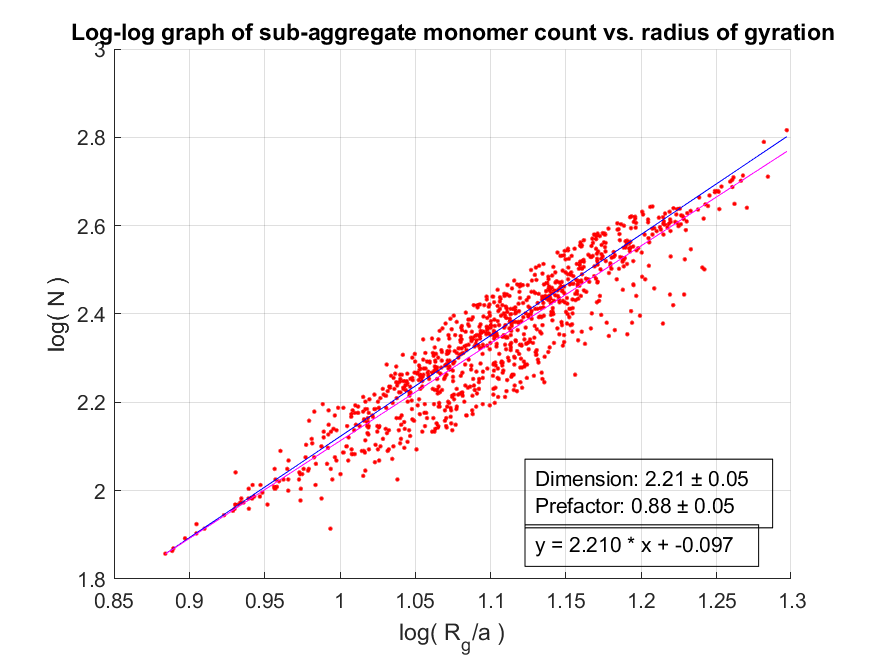 Log-log graph of sub-aggregate monomer count vs. radius of gyration
3
2.8
2.6
2.4
2.2
2
1.8
log( N )
Dimension: 2.21 ± 0.05
Prefactor: 0.88 ± 0.05
y = 2.210 * x + -0.097
0.85 0.9 0.95 1 1.05 1.1 1.15 1.2 1.25 1.3
log( R_g/a )